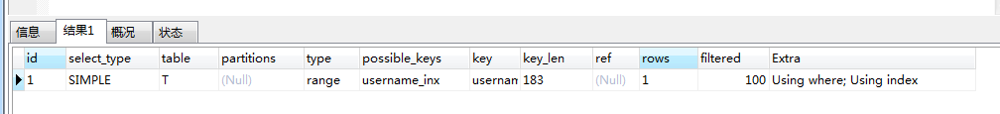 信息 结果1 概况 状态
id select_type table partitions type possible_keys key key_len ref rows filtered Extra
1 SIMPLE T (Null) range username_inx usernan 183 (Null) 1 100 Using where; Using index